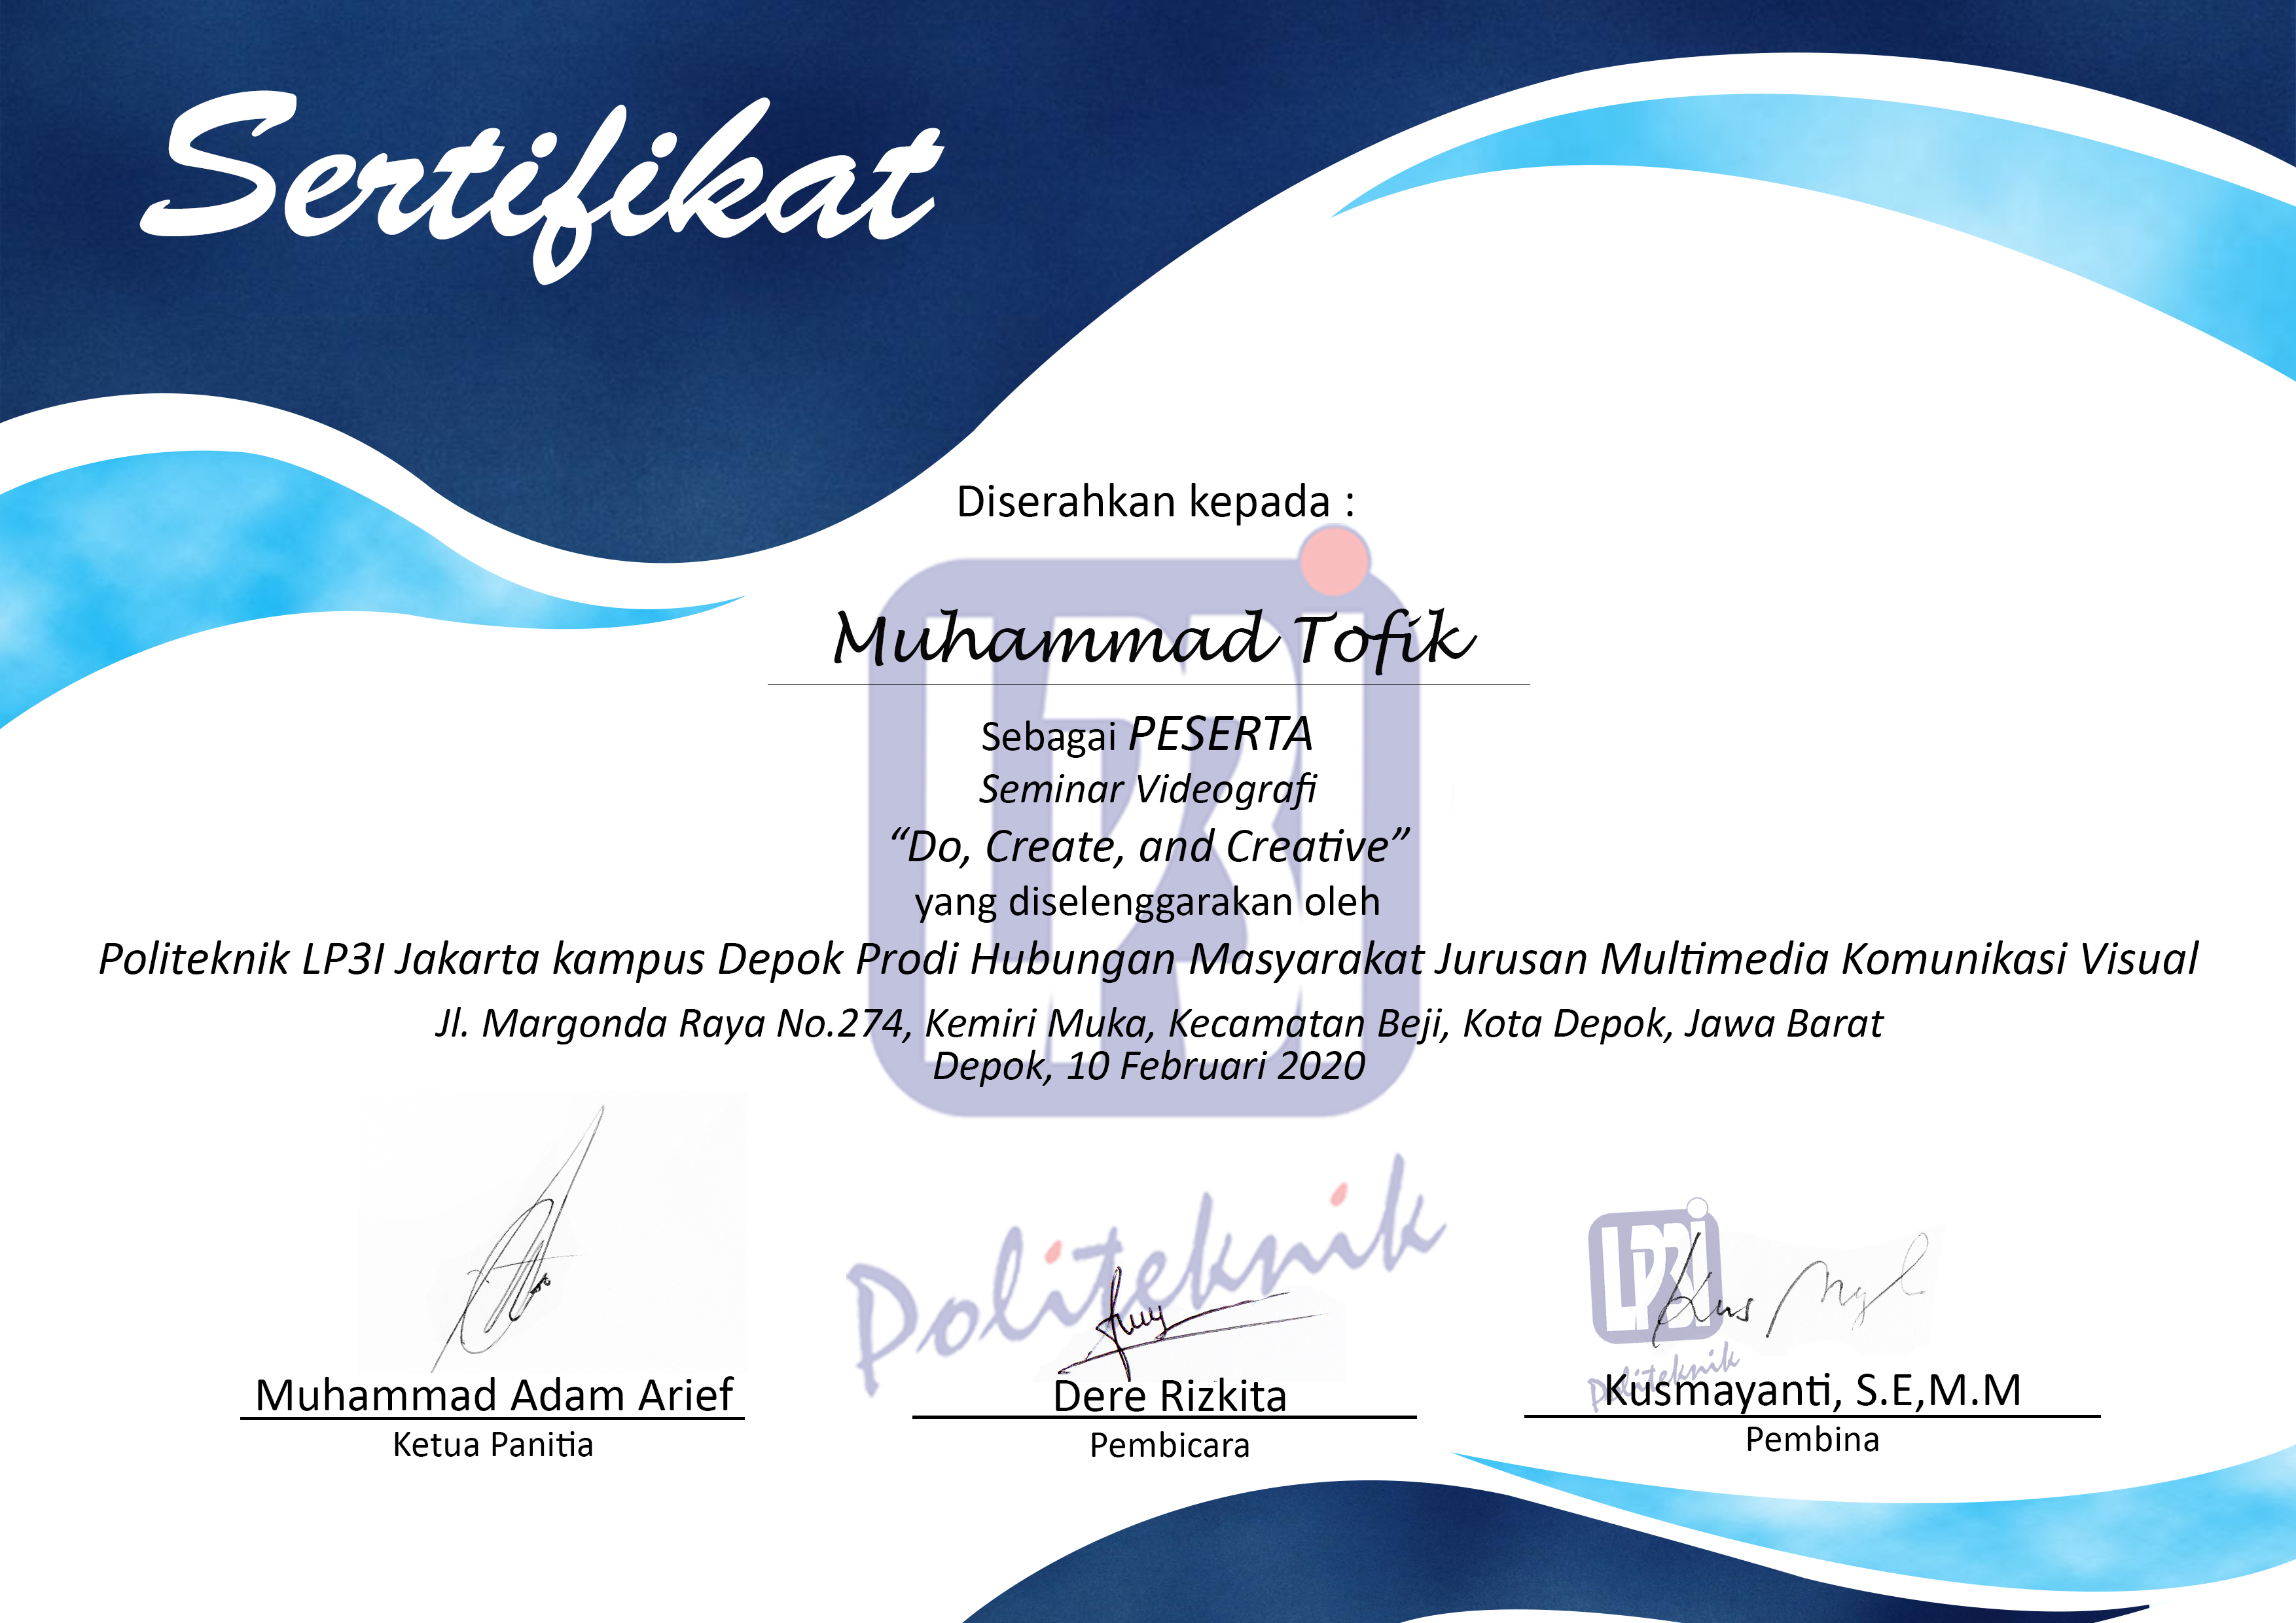 Sertifikat
Diserahkan kepada :
Muhammad Tofik
Sebagai PESERTA
Seminar Videografi
“Do, Create, and Creative”
yang diselenggarakan oleh
Politeknik LP3I Jakarta kampus Depok Prodi Hubungan Masyarakat Jurusan Multimedia Komunikasi Visual
Jl. Margonda Raya No.274, Kemiri Muka, Kecamatan Beji, Kota Depok, Jawa Barat
Depok, 10 Februari 2020
LP3I
Politeknik
LP3I
Politeknik
Muhammad Adam Arief
Ketua Panitia
Dere Rizkita
Pembicara
Kusmayanti, S.E,M.M
Pembina